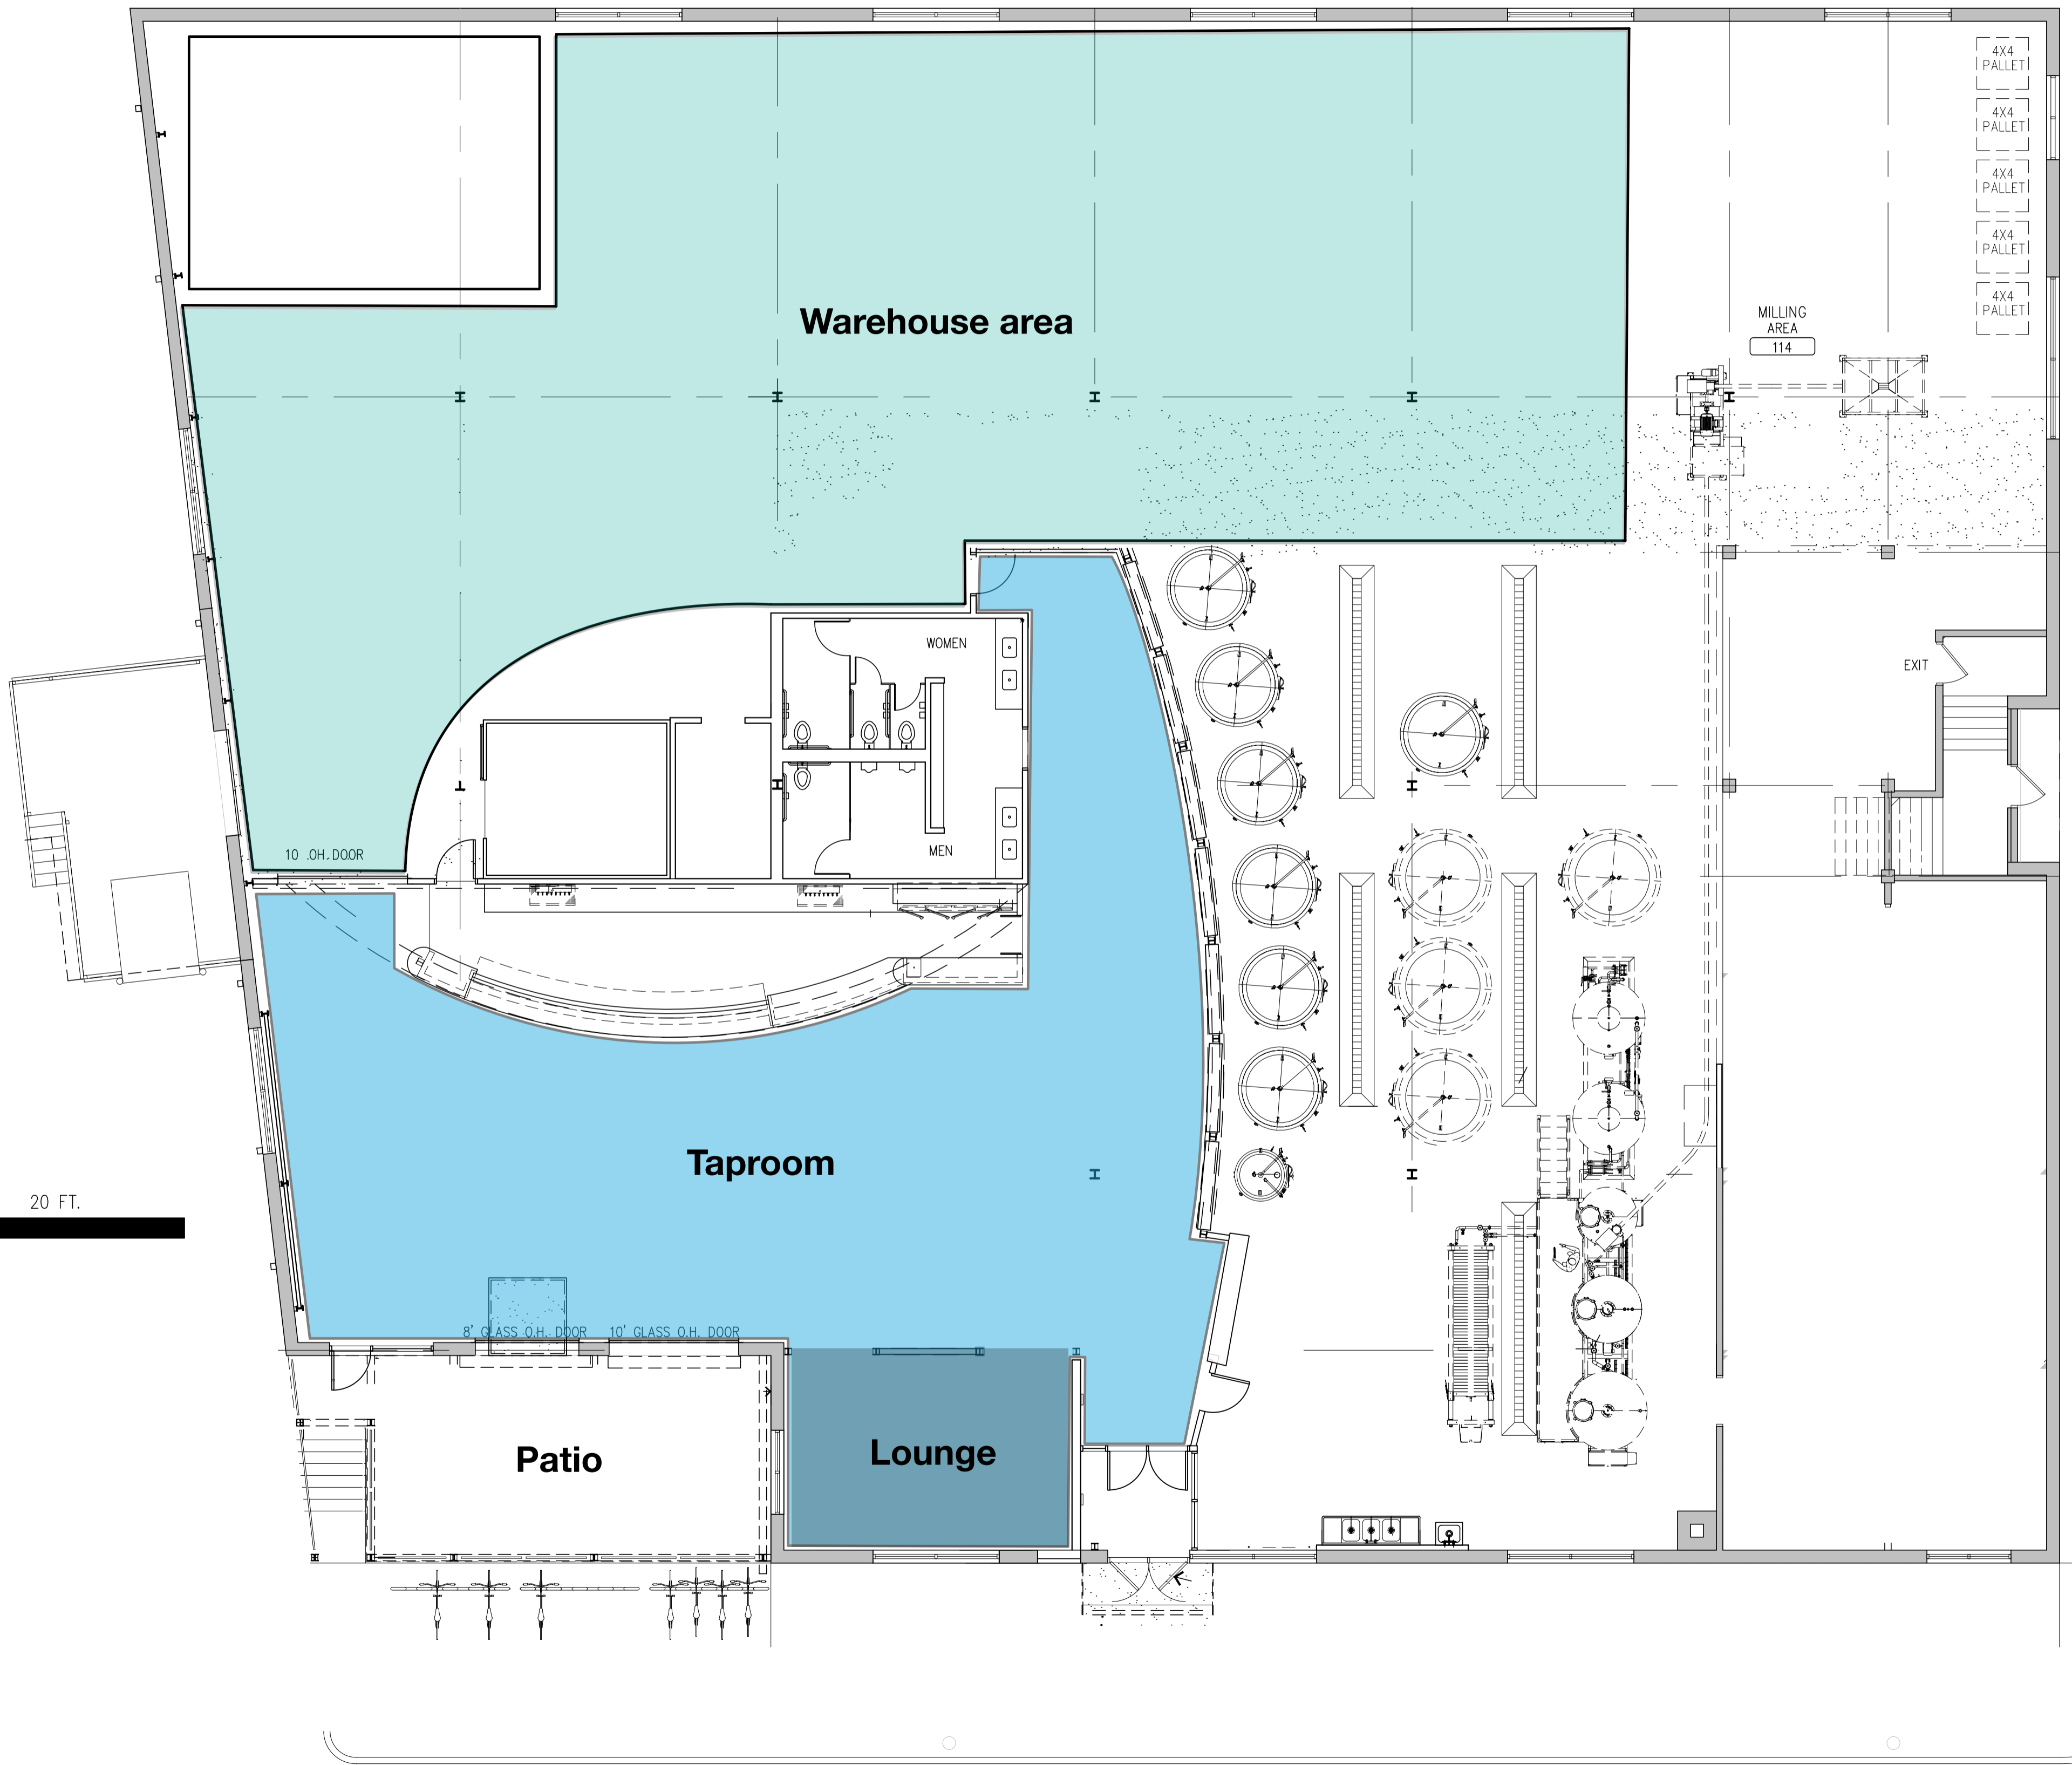 4X4
PALLET
4X4
PALLET
4X4
PALLET
4X4
PALLET
4X4
PALLET
Warehouse area
MILLING
AREA
114
WOMEN
EXIT
MEN
10 .OH.DOOR
Taproom
20 FT.
8' GLASS O.H. DOOR
10' GLASS O.H. DOOR
Patio
Lounge